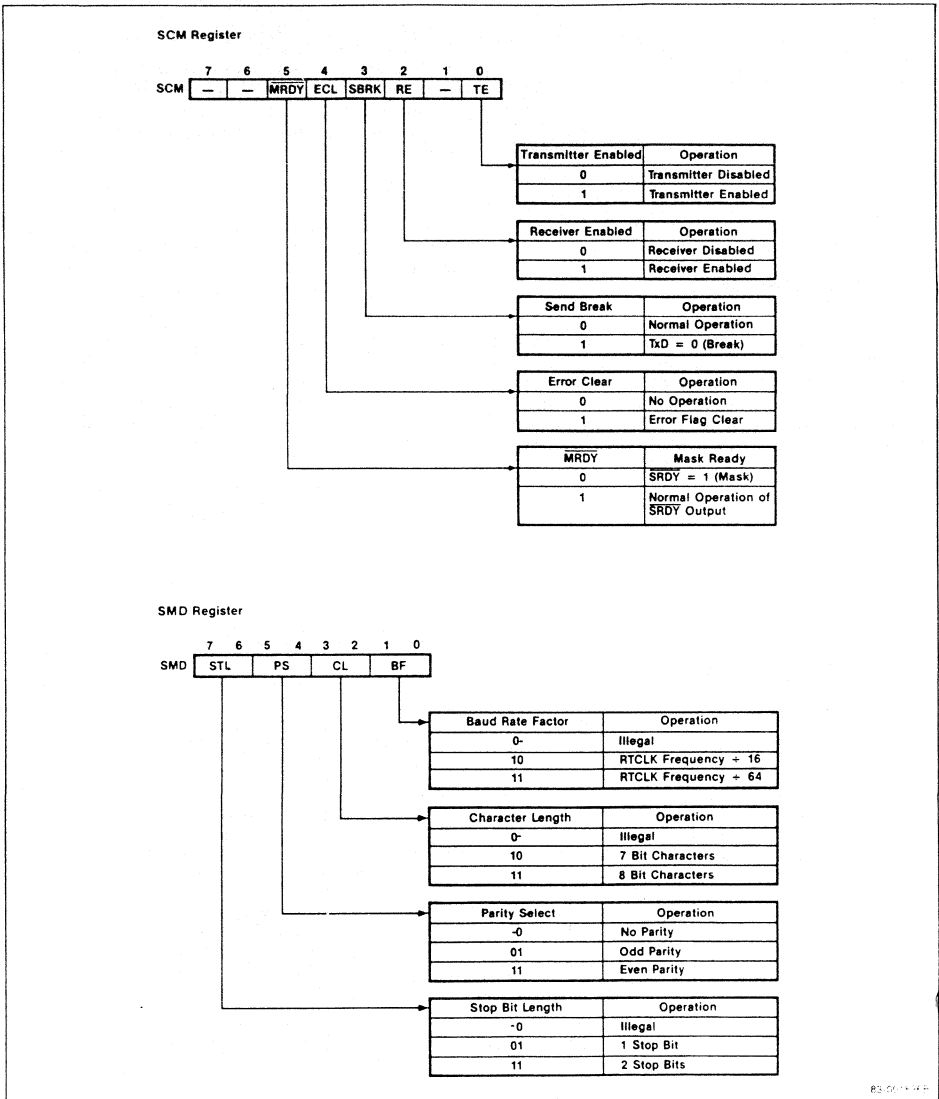 SCM Register
7 6 5 4 3 2 1 0
SCM — — MRDY ECL SBRK RE — TE
Transmitter Enabled Operation
0 Transmitter Disabled
1 Transmitter Enabled
Receiver Enabled Operation
0 Receiver Disabled
1 Receiver Enabled
Send Break Operation
0 Normal Operation
1 TxD = 0 (Break)
Error Clear Operation
0 No Operation
1 Error Flag Clear
MRDY Mask Ready
0 SRDY = 1 (Mask)
1 Normal Operation of
SRDY Output
SMD Register
7 6 5 4 3 2 1 0
SMD STL PS CL BF
Baud Rate Factor Operation
0- Illegal
10 RTCLK Frequency ÷ 16
11 RTCLK Frequency ÷ 64
Character Length Operation
0- Illegal
10 7 Bit Characters
11 8 Bit Characters
Parity Select Operation
-0 No Parity
01 Odd Parity
11 Even Parity
Stop Bit Length Operation
-0 Illegal
01 1 Stop Bit
11 2 Stop Bits